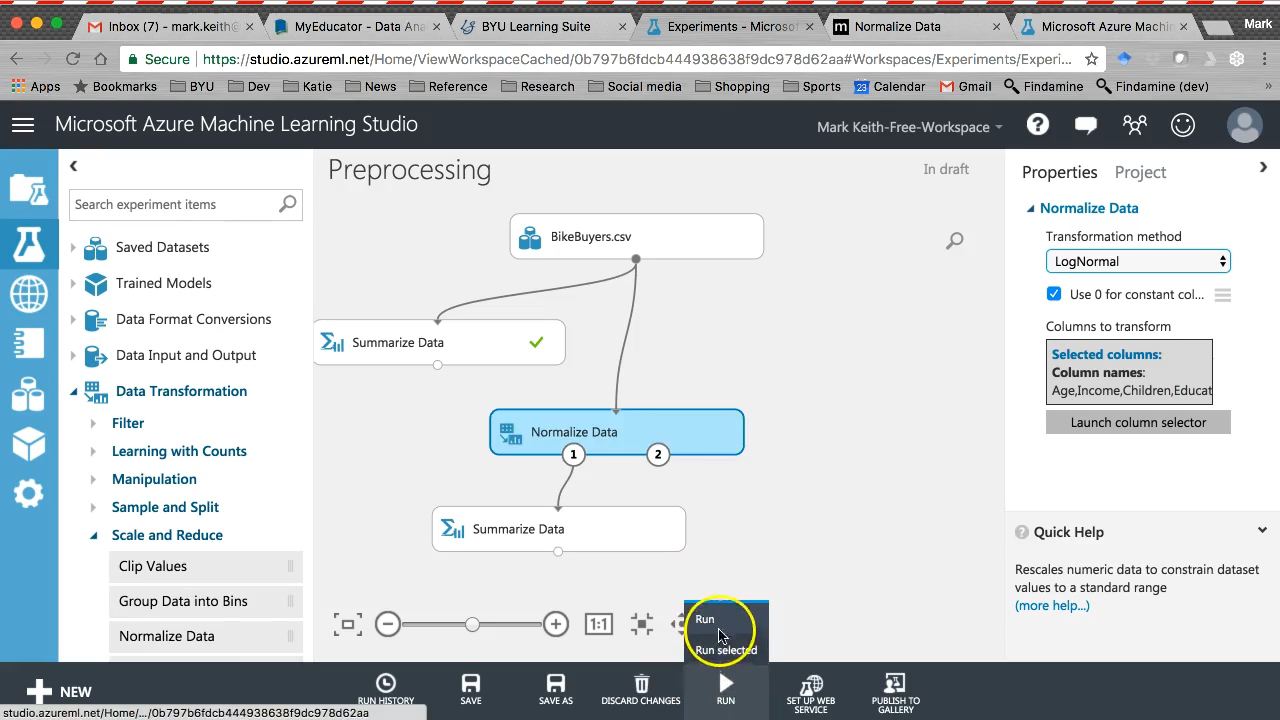 Inbox (7) - mark.keith@
MyEducator - Data An
BYU Learning Suite
Experiments - Microso
Normalize Data
Microsoft Azure Machin
Mark
Secure
https://studio.azureml.net/Home/ViewWorkspaceCached/0b797b6fdcb444938638f9dc978d62aa#Workspaces/Experiments/Experi...
Apps
Bookmarks
BYU
Dev
Katie
News
Reference
Research
Social media
Shopping
Sports
23
Calendar
Gmail
Findamine
Findamine (dev)
»
Microsoft Azure Machine Learning Studio
Mark Keith-Free-Workspace
?
Search experiment items
Saved Datasets
Trained Models
Data Format Conversions
Data Input and Output
Data Transformation
Filter
Learning with Counts
Manipulation
Sample and Split
Scale and Reduce
Clip Values
Group Data into Bins
Normalize Data
Preprocessing
In draft
BikeBuyers.csv
Summarize Data
Normalize Data
1
2
Summarize Data
1:1
Run
Run selected
Properties
Project
Normalize Data
Transformation method
LogNormal
Use 0 for constant col...
Columns to transform
Selected columns:
Column names:
Age,Income,Children,Educat
Launch column selector
? Quick Help
Rescales numeric data to constrain dataset
values to a standard range
(more help...)
NEW
RUN HISTORY
SAVE
SAVE AS
DISCARD CHANGES
RUN
SET UP WEB
SERVICE
PUBLISH TO
GALLERY
studio.azureml.net/Home/.../0b797b6fdcb444938638f9dc978d62aa